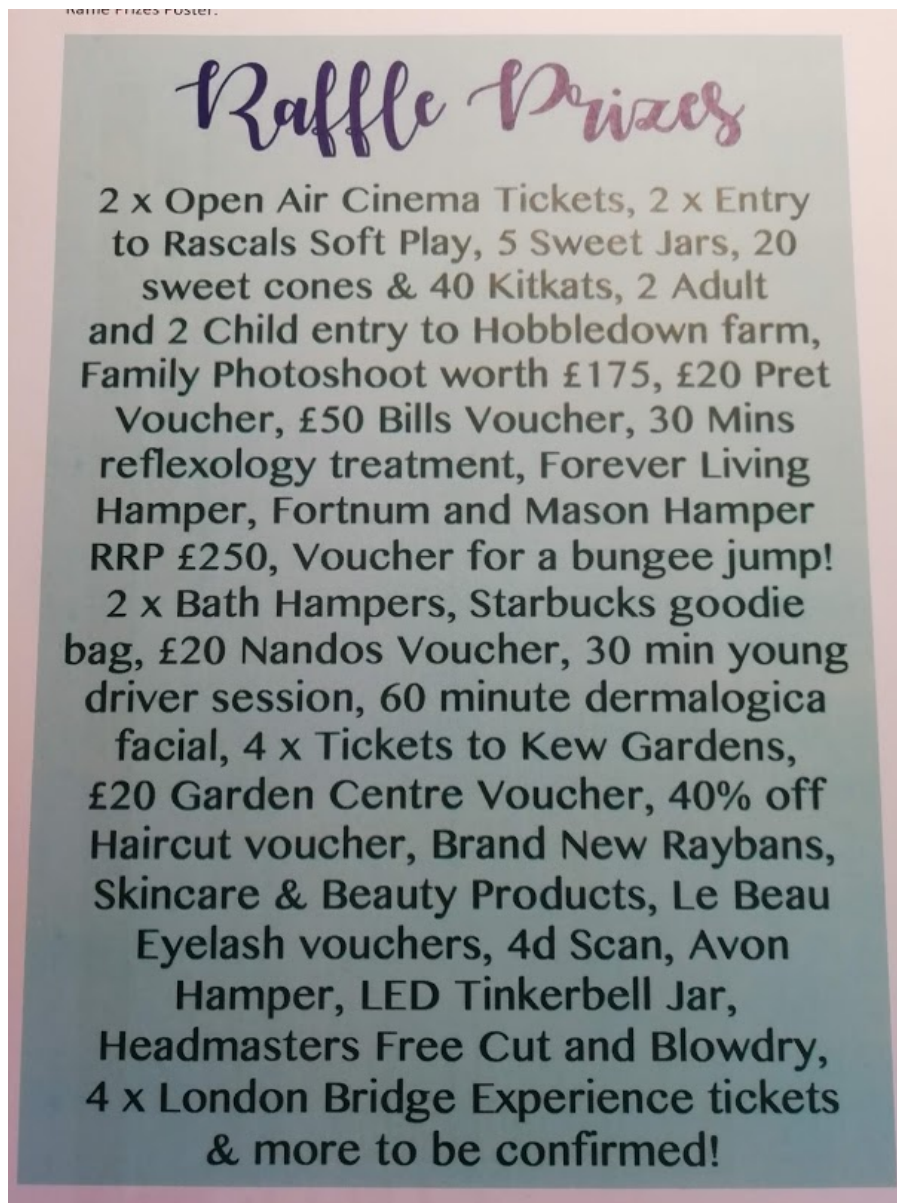 Raffle Prizes Poster:
Raffle Prizes
2 x Open Air Cinema Tickets, 2 x Entry
to Rascals Soft Play, 5 Sweet Jars, 20
sweet cones & 40 Kitkats, 2 Adult
and 2 Child entry to Hobbledown farm,
Family Photoshoot worth £175, £20 Pret
Voucher, £50 Bills Voucher, 30 Mins
reflexology treatment, Forever Living
Hamper, Fortnum and Mason Hamper
RRP £250, Voucher for a bungee jump!
2 x Bath Hampers, Starbucks goodie
bag, £20 Nandos Voucher, 30 min young
driver session, 60 minute dermalogica
facial, 4 x Tickets to Kew Gardens,
£20 Garden Centre Voucher, 40% off
Haircut voucher, Brand New Raybans,
Skincare & Beauty Products, Le Beau
Eyelash vouchers, 4d Scan, Avon
Hamper, LED Tinkerbell Jar,
Headmasters Free Cut and Blowdry,
4 x London Bridge Experience tickets
& more to be confirmed!